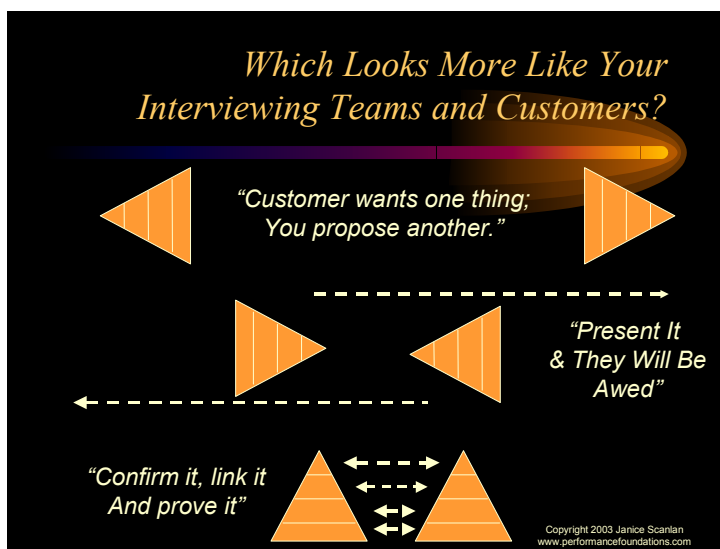 Which Looks More Like Your
Interviewing Teams and Customers?
“Customer wants one thing;
You propose another.”
“Present It
& They Will Be
Awed”
“Confirm it, link it
And prove it”
Copyright 2003 Janice Scanlan
www.performancefoundations.com